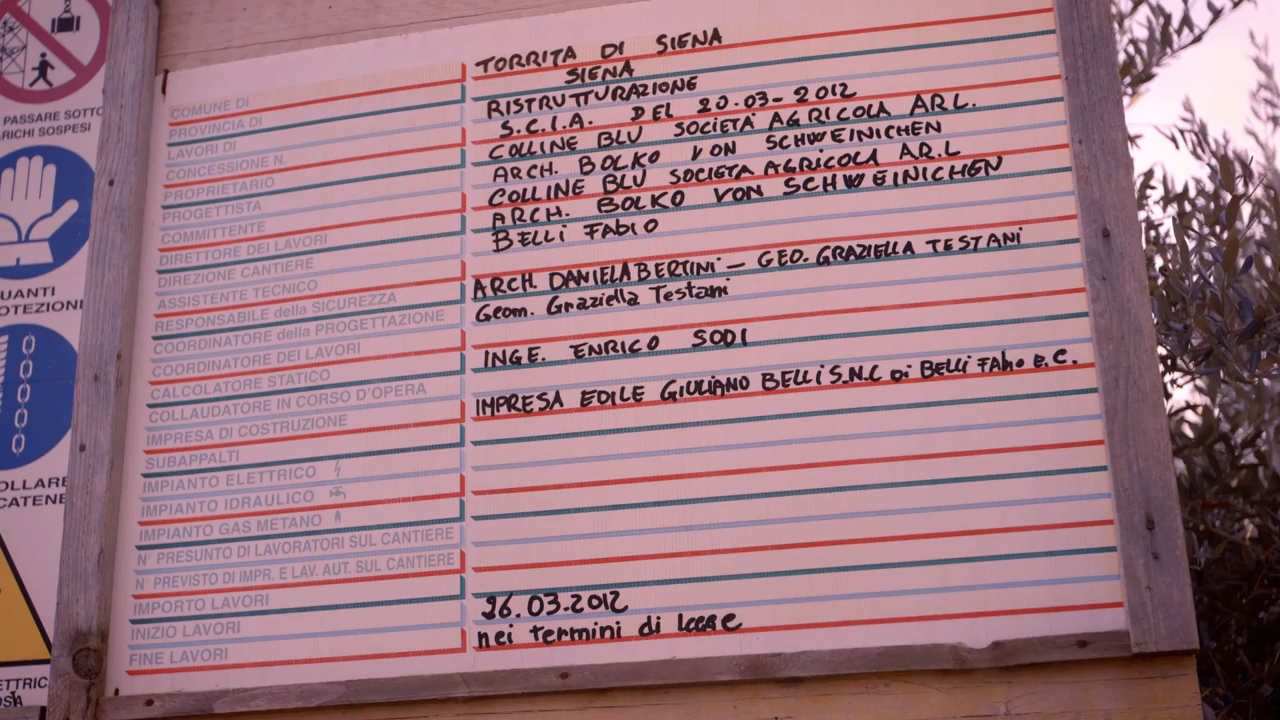 PASSARE SOTTO
ARICHI SOSPESI
UANTI
OTEZIONI
OLLARE
CATENE
ETTRIC
OSA
COMUNE DI TORRITA DI SIENA
PROVINCIA DI SIENA
LAVORI DI RISTRUTTURAZIONE
CONCESSIONE N. S.C.I.A. DEL 20.03-2012
PROPRIETARIO COLLINE BLU SOCIETÀ AGRICOLA ARL.
PROGETTISTA ARCH. BOLKO VON SCHWEINICHEN
COMMITTENTE COLLINE BLU SOCIETA AGRICOLA AR.L
DIRETTORE DEI LAVORI ARCH. BOLKO VON SCHWEINICHEN
DIREZIONE CANTIERE BELLi FABIO
ASSISTENTE TECNICO
RESPONSABILE della SICUREZZA ARCH. DANIELA BERTINI - GEO. GRAZIELLA TESTANI
COORDINATORE della PROGETTAZIONE Geom. Graziella Testani
COORDINATORE DEI LAVORI
CALCOLATORE STATICO INGE. ENRICO SODI
COLLAUDATORE IN CORSO D'OPERA
IMPRESA DI COSTRUZIONE IMPRESA EDILE GIULIANO BELLi S.N.C Di BELLi FABIO E.C.
SUBAPPALTI
IMPIANTO ELETTRICO
IMPIANTO IDRAULICO
IMPIANTO GAS METANO
N° PRESUNTO DI LAVORATORI SUL CANTIERE
N° PREVISTO DI IMPR. E LAV. AUT. SUL CANTIERE
IMPORTO LAVORI
INIZIO LAVORI 26.03.2012
FINE LAVORI nei termini di legge